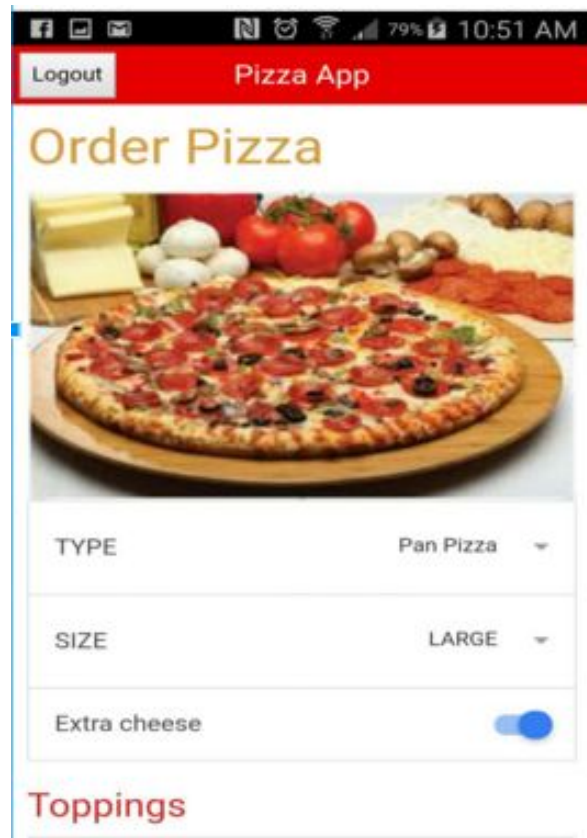 79% 10:51 AM
Logout Pizza App
Order Pizza
TYPE Pan Pizza
SIZE LARGE
Extra cheese
Toppings